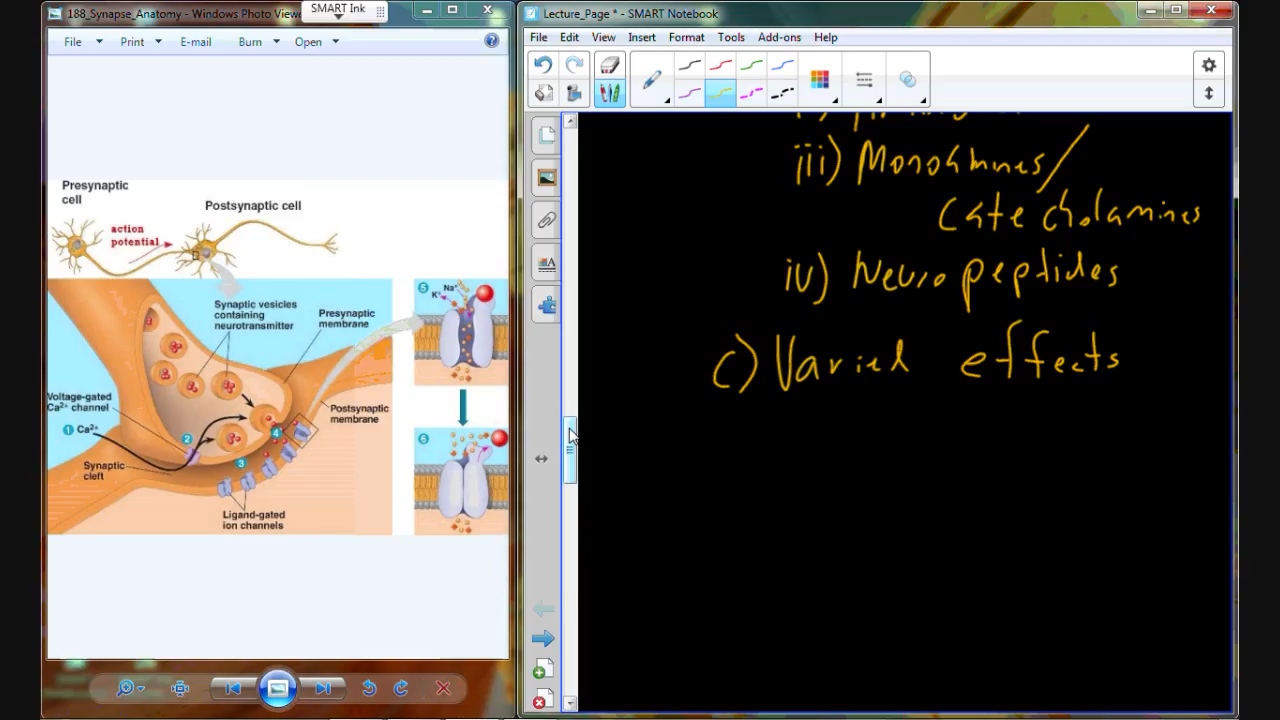 188_Synapse_Anatomy - Windows Photo Viewe
SMART Ink
File
Print
E-mail
Burn
Open
Presynaptic
cell
Postsynaptic cell
action
potential
Synaptic vesicles
containing
neurotransmitter
Presynaptic
membrane
Voltage-gated
Ca2+ channel
1 Ca2+
2
3
4
Postsynaptic
membrane
Synaptic
cleft
Ligand-gated
ion channels
5
Na+
K+
6
Lecture_Page * - SMART Notebook
File Edit View Insert Format Tools Add-ons Help
iii) Monoamines/
Catecholamines
iv) Neuropeptides
c) Varied effects